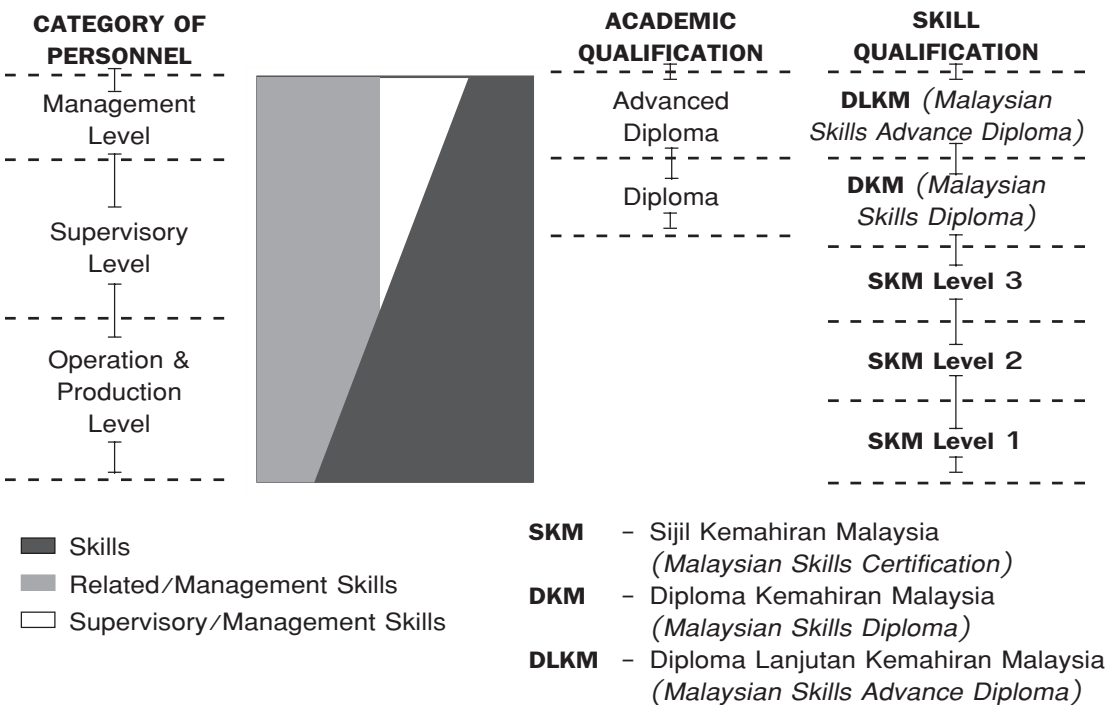 CATEGORY OF
PERSONNEL
Management
Level
Supervisory
Level
Operation &
Production
Level
ACADEMIC
QUALIFICATION
Advanced
Diploma
Diploma
SKILL
QUALIFICATION
DLKM (Malaysian
Skills Advance Diploma)
DKM (Malaysian
Skills Diploma)
SKM Level 3
SKM Level 2
SKM Level 1
Skills
Related/Management Skills
Supervisory/Management Skills
SKM – Sijil Kemahiran Malaysia
(Malaysian Skills Certification)
DKM – Diploma Kemahiran Malaysia
(Malaysian Skills Diploma)
DLKM – Diploma Lanjutan Kemahiran Malaysia
(Malaysian Skills Advance Diploma)